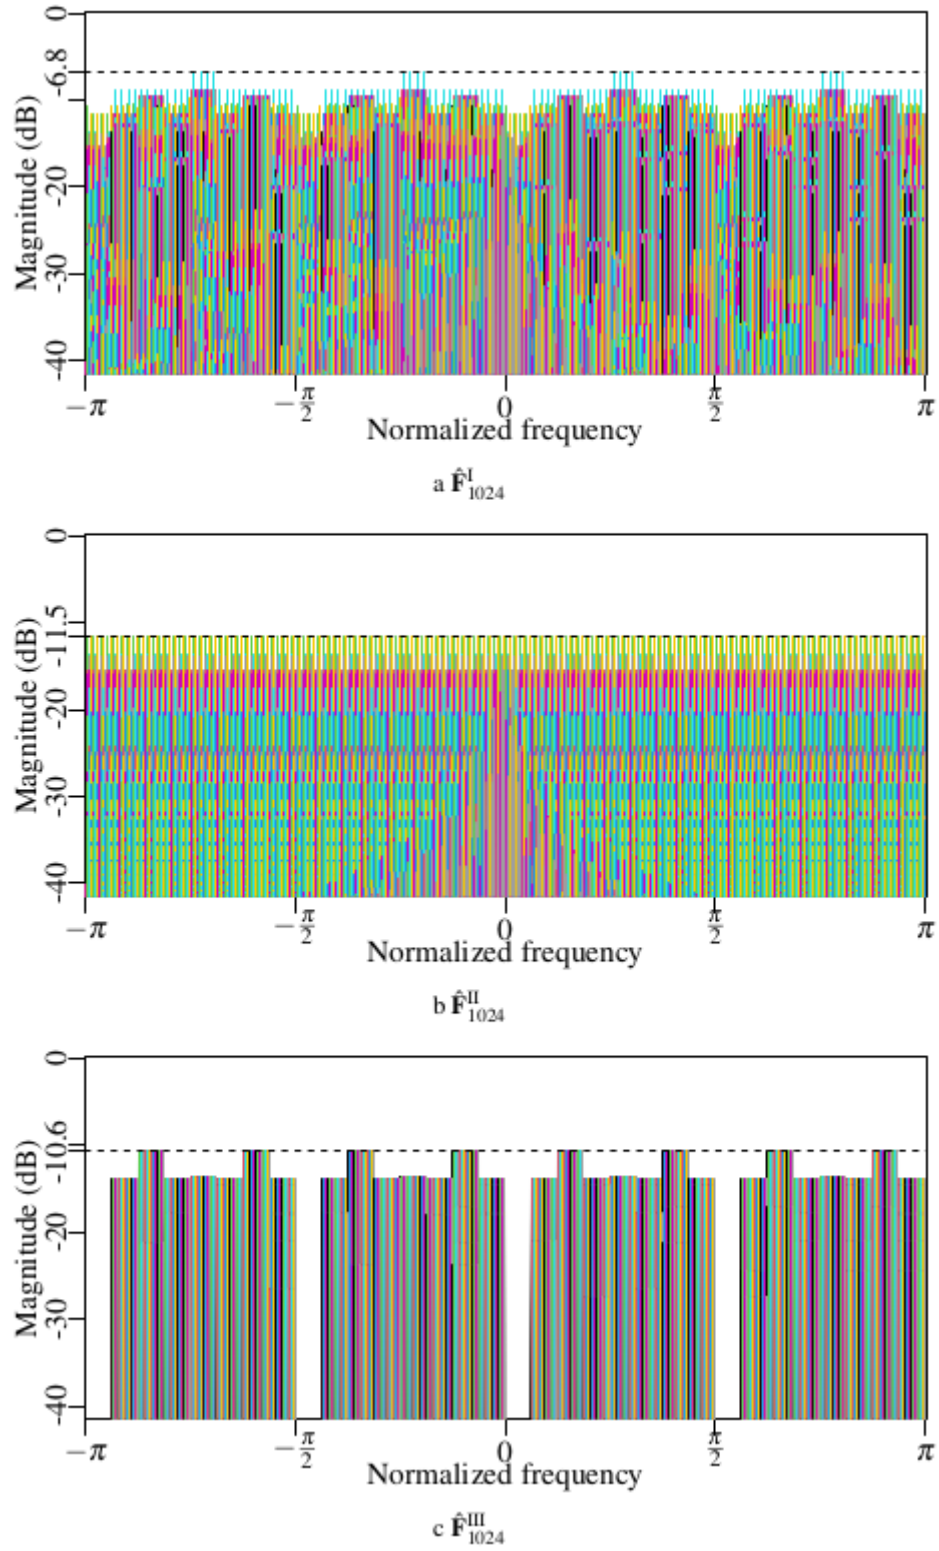 0
-6.8
-20
-30
-40
Magnitude (dB)
−π
−π/2
0
π/2
π
Normalized frequency
a F̂^I_1024
0
-11.5
-20
-30
-40
Magnitude (dB)
−π
−π/2
0
π/2
π
Normalized frequency
b F̂^II_1024
0
-10.6
-20
-30
-40
Magnitude (dB)
−π
−π/2
0
π/2
π
Normalized frequency
c F̂^III_1024